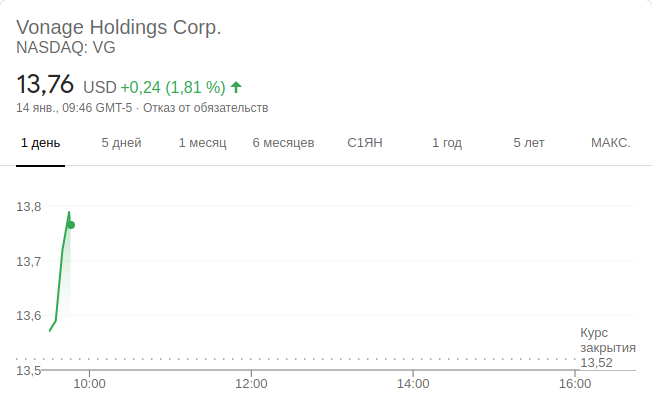 Vonage Holdings Corp.
NASDAQ: VG
13,76 USD +0,24 (1,81 %)
14 янв., 09:46 GMT-5 · Отказ от обязательств
1 день 5 дней 1 месяц 6 месяцев С1ЯН 1 год 5 лет МАКС.
13,8
13,7
13,6
Курс
закрытия
13,52
13,5
10:00 12:00 14:00 16:00